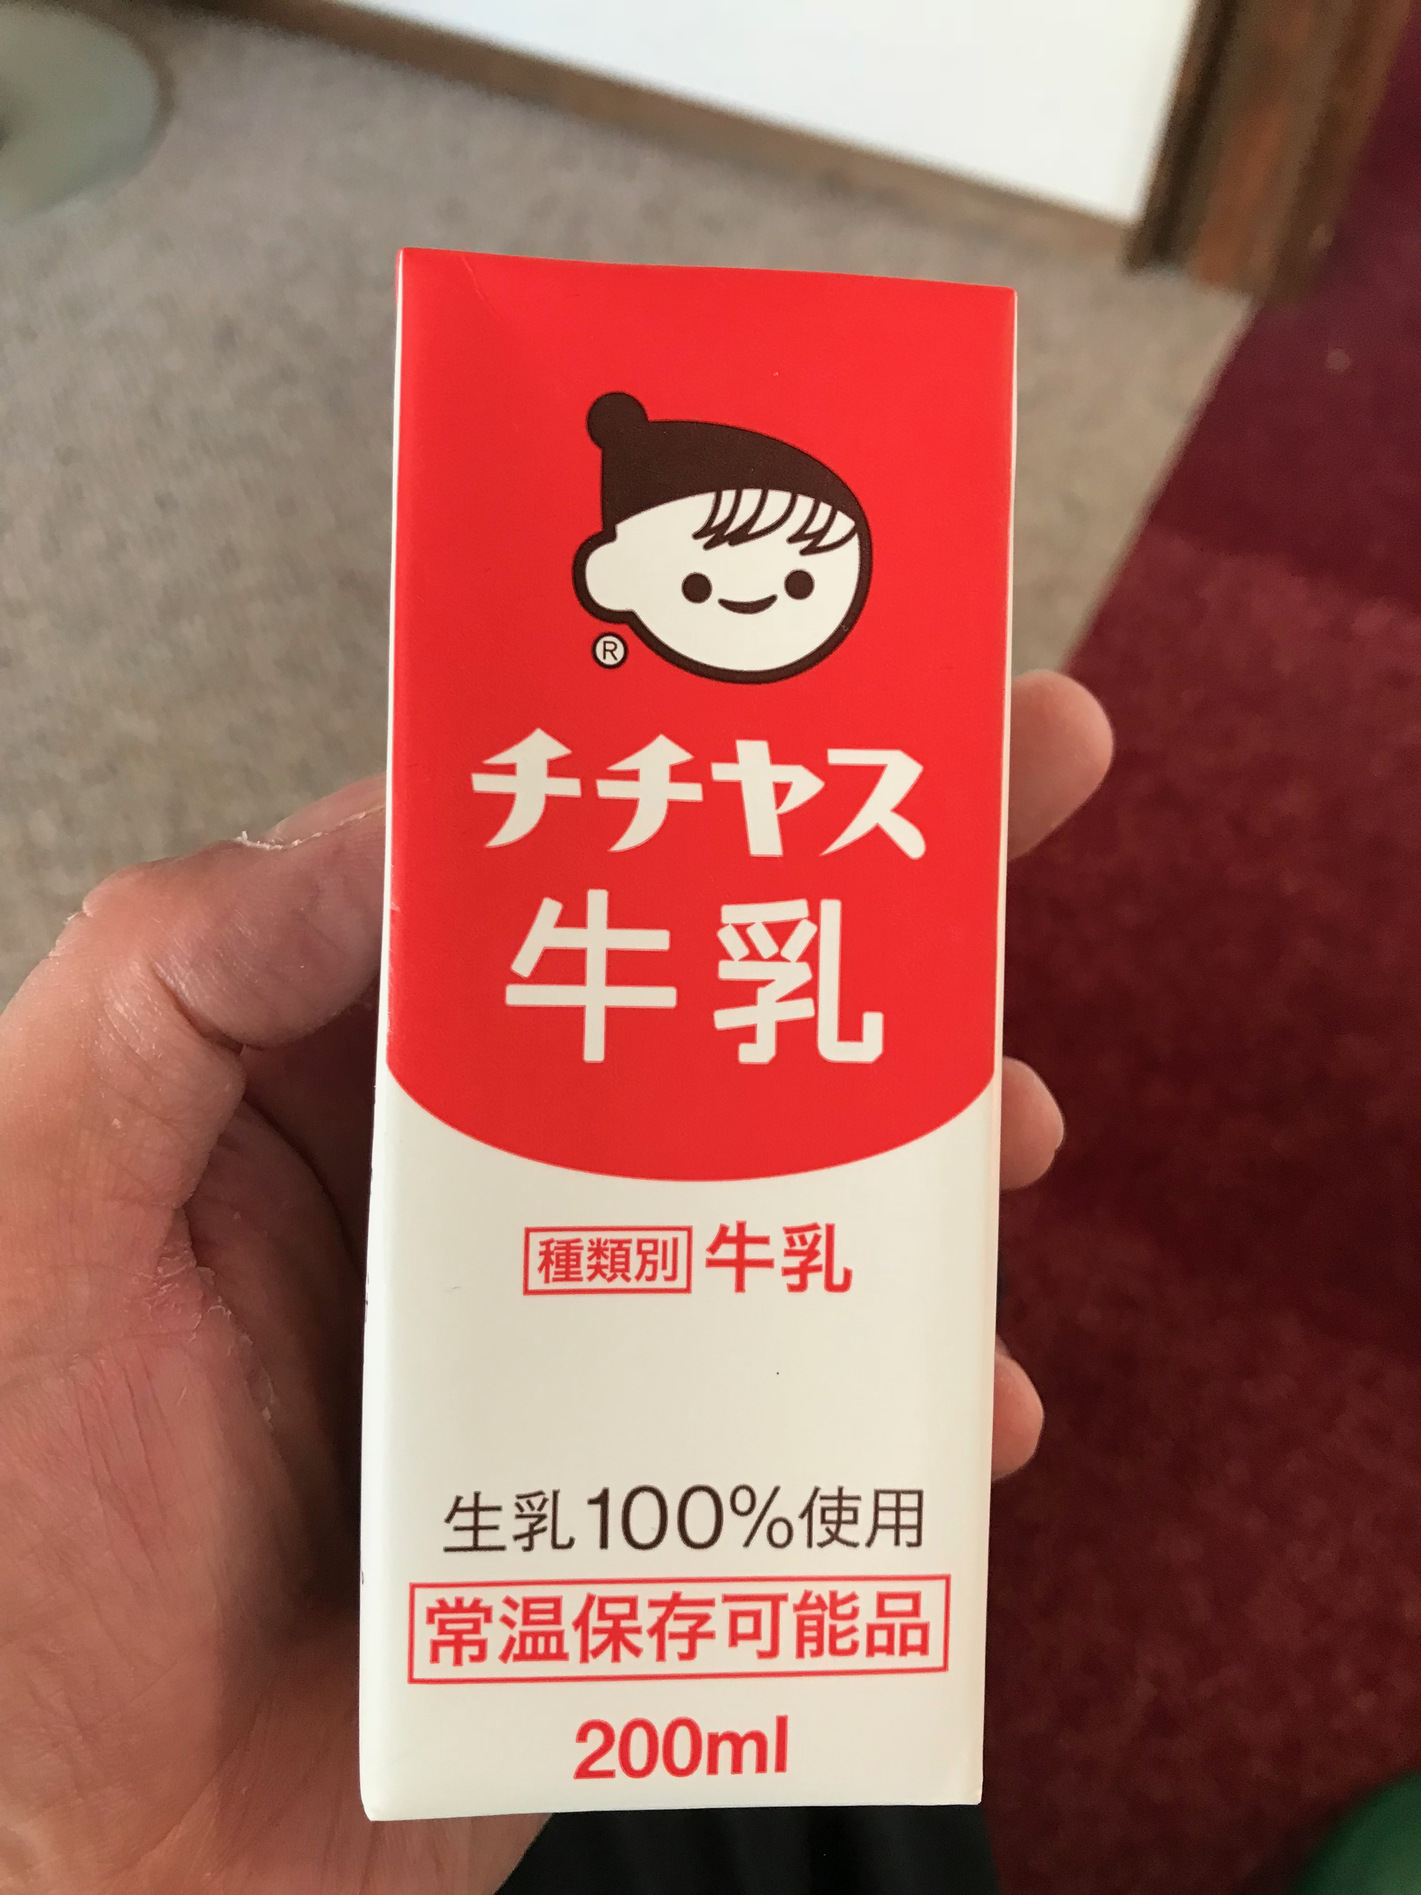 ®
チチヤス
牛乳
種類別 牛乳
生乳100%使用
常温保存可能品
200ml